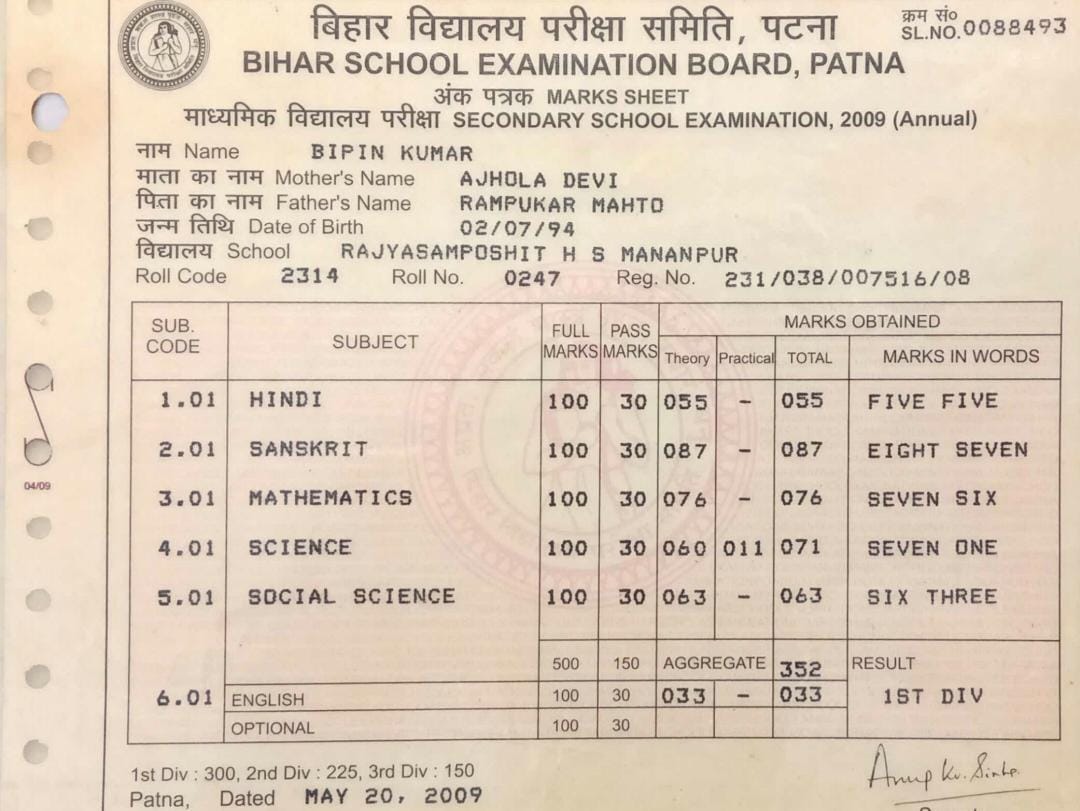 बिहार विद्यालय परीक्षा समिति, पटना
क्रम सं०
SL.NO. 0088493
BIHAR SCHOOL EXAMINATION BOARD, PATNA
अंक पत्रक MARKS SHEET
माध्यमिक विद्यालय परीक्षा SECONDARY SCHOOL EXAMINATION, 2009 (Annual)
नाम Name BIPIN KUMAR
माता का नाम Mother's Name AJHOLA DEVI
पिता का नाम Father's Name RAMPUKAR MAHTO
जन्म तिथि Date of Birth 02/07/94
विद्यालय School RAJYASAMPOSHIT H S MANANPUR
Roll Code 2314 Roll No. 0247 Reg. No. 231/038/007516/08
SUB. CODE SUBJECT FULL MARKS PASS MARKS MARKS OBTAINED
Theory Practical TOTAL MARKS IN WORDS
1.01 HINDI 100 30 055 - 055 FIVE FIVE
2.01 SANSKRIT 100 30 087 - 087 EIGHT SEVEN
3.01 MATHEMATICS 100 30 076 - 076 SEVEN SIX
4.01 SCIENCE 100 30 060 011 071 SEVEN ONE
04/09
5.01 SOCIAL SCIENCE 100 30 063 - 063 SIX THREE
500 150 AGGREGATE 352 RESULT
6.01 ENGLISH 100 30 033 - 033 1ST DIV
OPTIONAL 100 30
1st Div : 300, 2nd Div : 225, 3rd Div : 150
Patna, Dated MAY 20, 2009
Anup Kr. Sinha